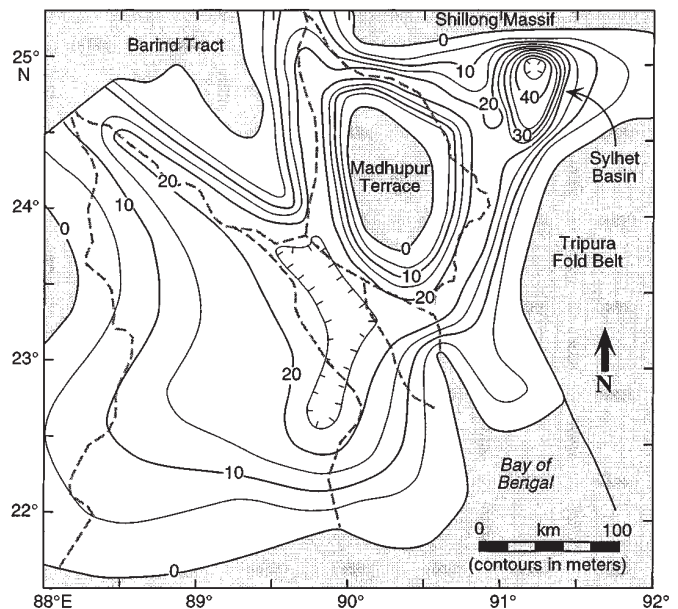 Shillong Massif
25°
N
Barind Tract
0
10
40
20
30
Sylhet
Basin
Madhupur
Terrace
24°
20
0
10
Tripura
Fold Belt
0
10
20
N
23°
20
10
Bay of
Bengal
22°
0 km 100
(contours in meters)
0
88°E 89° 90° 91° 92°